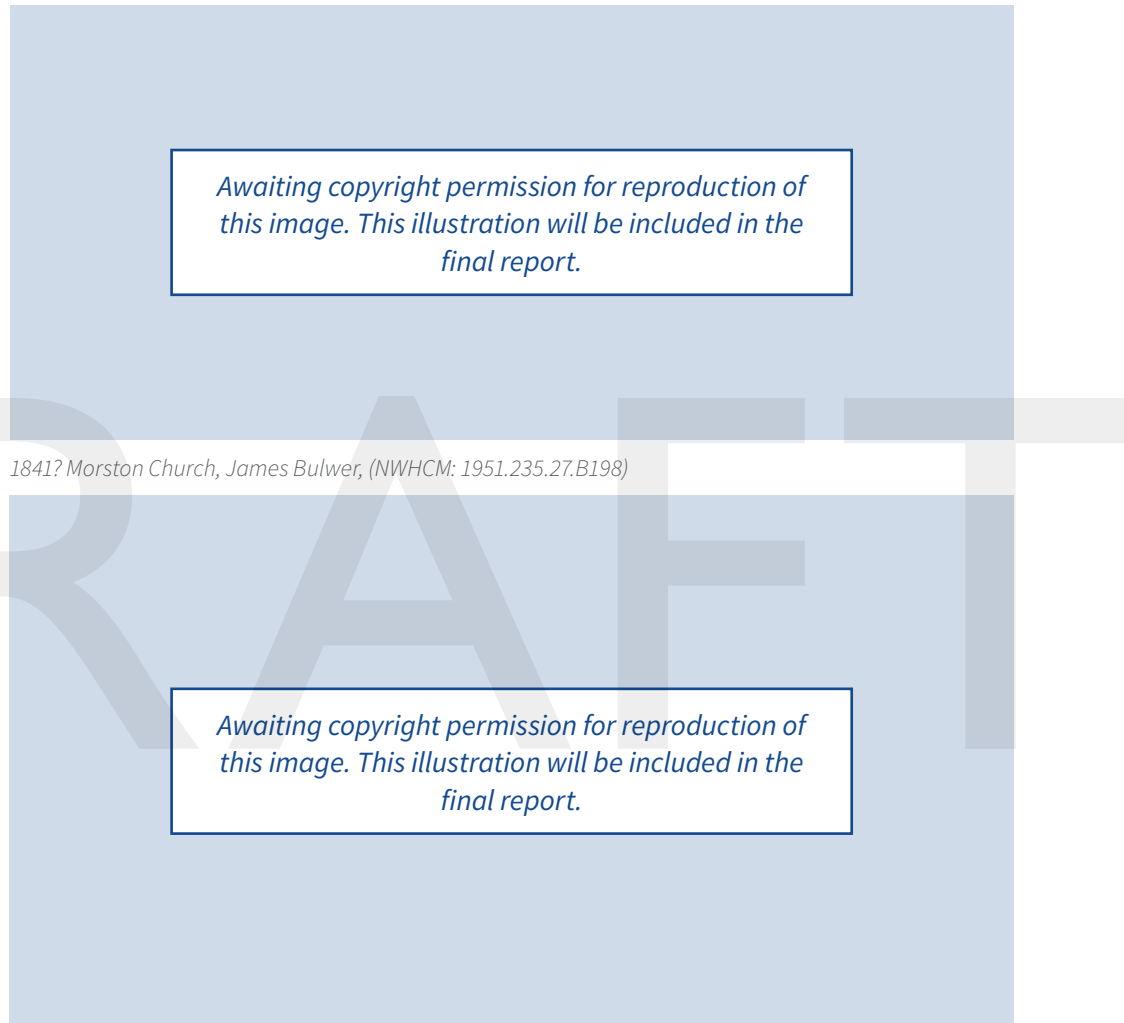 Awaiting copyright permission for reproduction of
this image. This illustration will be included in the
final report.
1841? Morston Church, James Bulwer, (NWHCM: 1951.235.27.B198)
RAFT
Awaiting copyright permission for reproduction of
this image. This illustration will be included in the
final report.